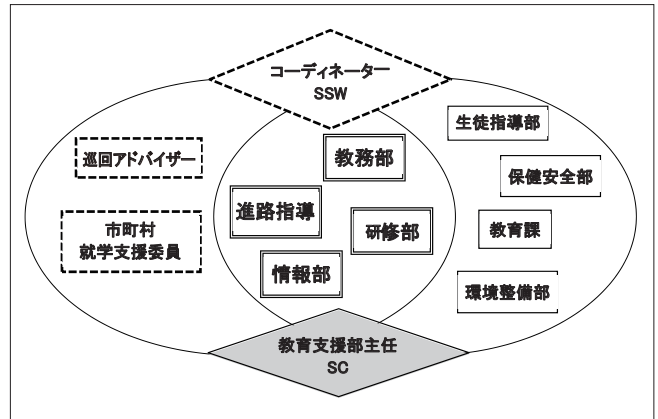 コーディネーター
SSW
巡回アドバイザー
市町村
就学支援委員
教務部
進路指導
研修部
情報部
生徒指導部
保健安全部
教育課
環境整備部
教育支援部主任
SC